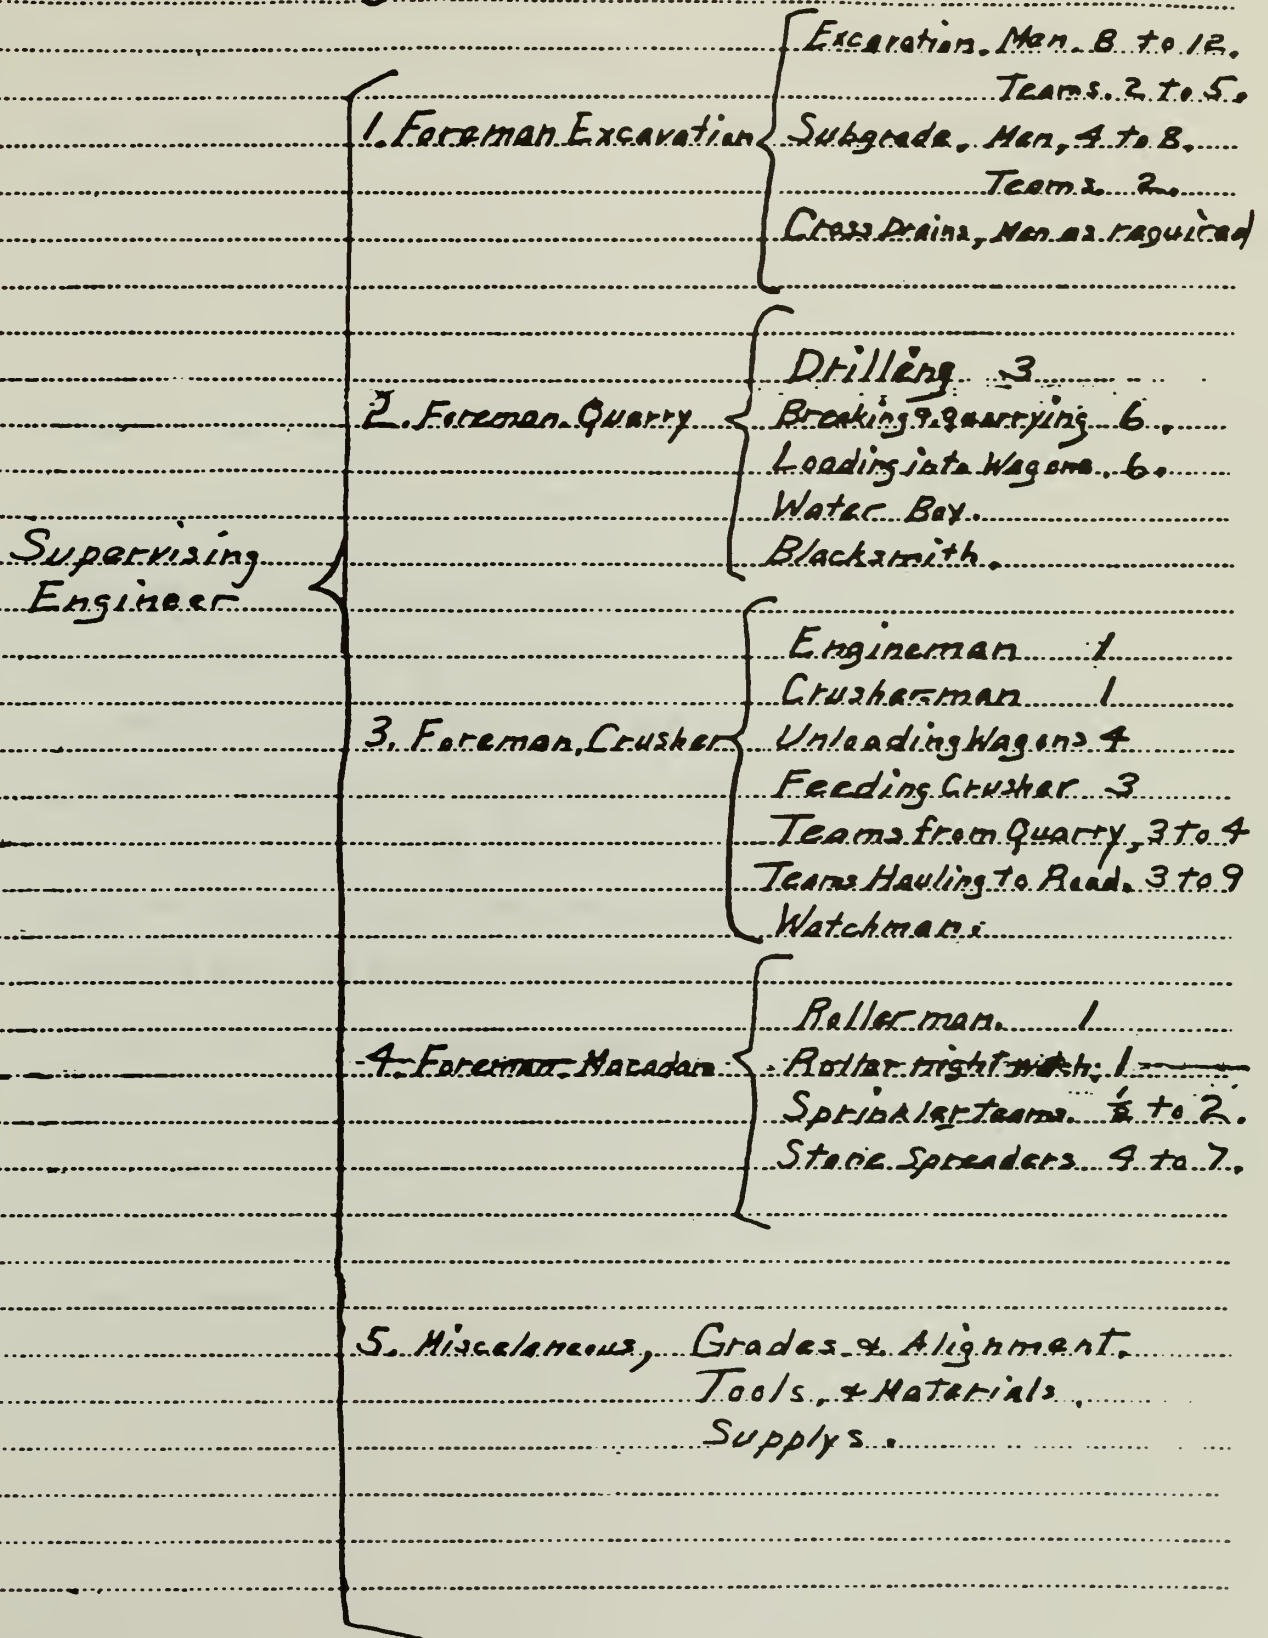 Excavation. Men. 8 to 12.
Teams. 2 to 5.
1. Foreman Excavation
Subgrade. Men, 4 to 8.
Teams. 2.
Cross Drains, Men as required
Drilling 3
2. Foreman. Quarry
Breaking & quarrying 6.
Loading into Wagons. 6.
Water Boy.
Blacksmith.
Supervising
Engineer
Engineman 1
Crusher-man 1
3. Foreman, Crusher
Unloading Wagons 4
Feeding Crusher 3
Teams from Quarry, 3 to 4
Teams Hauling to Road. 3 to 9
Watchman.
Roller man. 1
4. Foreman. Macadam
Roller night watch. 1
Sprinkler teams. to 2.
Stone Spreaders. 4 to 7.
5. Miscelaneous, Grades & Alignment.
Tools, & Materials.
Supplys.